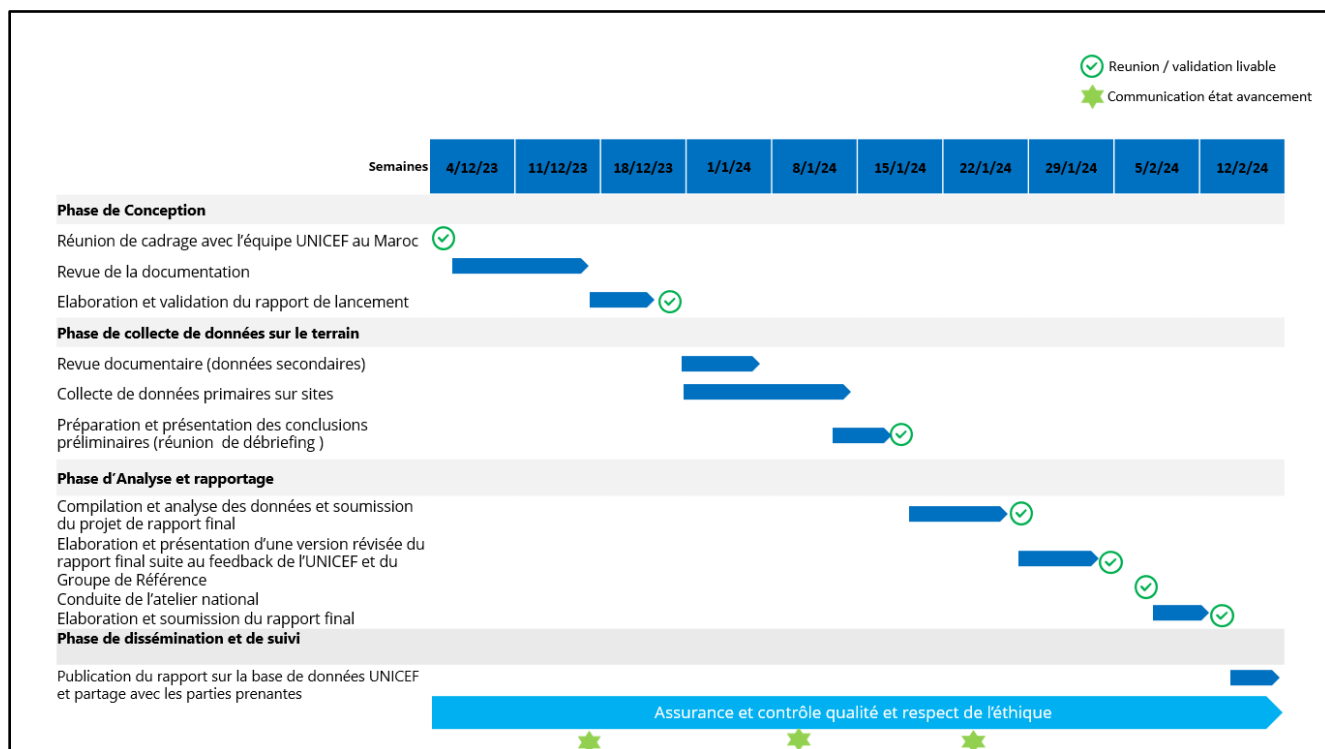 Reunion / validation livable
Communication état avancement
Semaines 4/12/23 11/12/23 18/12/23 1/1/24 8/1/24 15/1/24 22/1/24 29/1/24 5/2/24 12/2/24
Phase de Conception
Réunion de cadrage avec l'équipe UNICEF au Maroc
Revue de la documentation
Elaboration et validation du rapport de lancement
Phase de collecte de données sur le terrain
Revue documentaire (données secondaires)
Collecte de données primaires sur sites
Préparation et présentation des conclusions
préliminaires (réunion de débriefing )
Phase d´Analyse et rapportage
Compilation et analyse des données et soumission
du projet de rapport final
Elaboration et présentation d'une version révisée du
rapport final suite au feedback de l'UNICEF et du
Groupe de Référence
Conduite de l'atelier national
Elaboration et soumission du rapport final
Phase de dissémination et de suivi
Publication du rapport sur la base de données UNICEF
et partage avec les parties prenantes
Assurance et contrôle qualité et respect de l'éthique